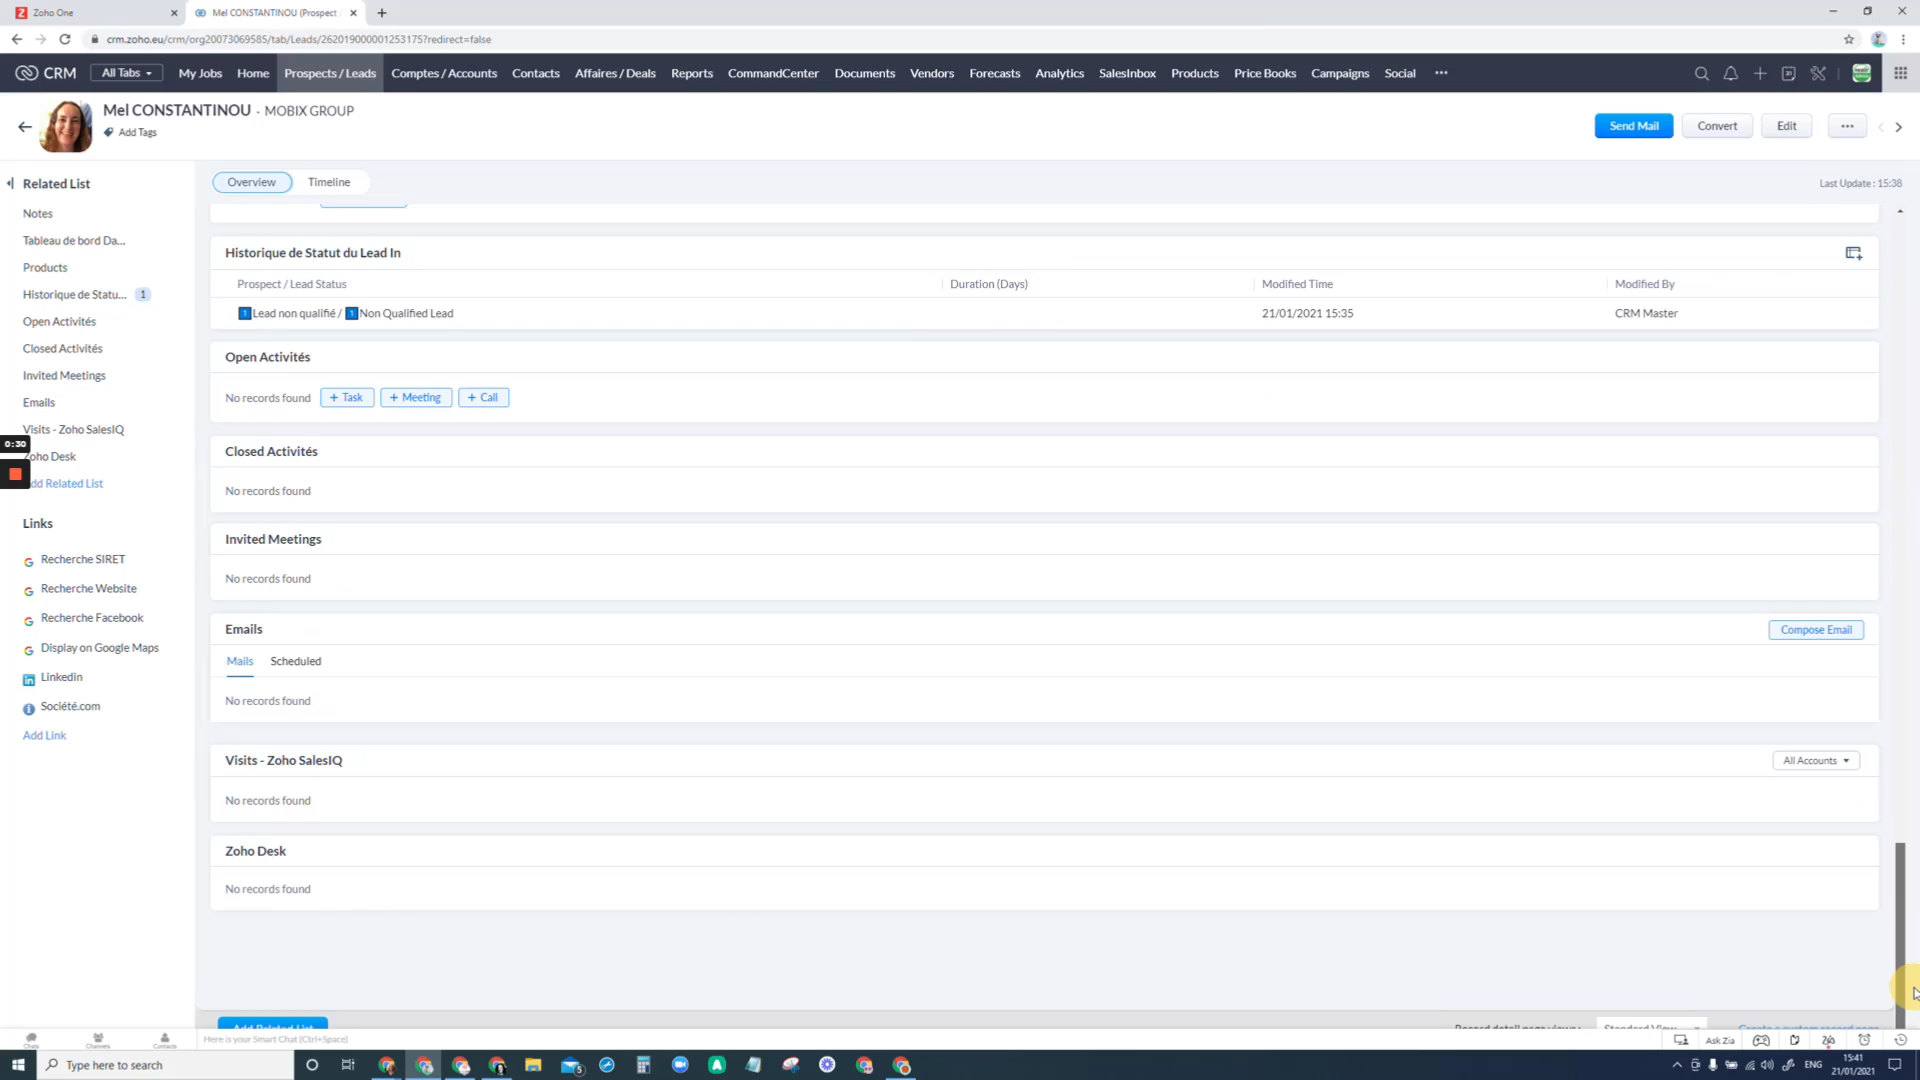 Zoho One
Mel CONSTANTINOU (Prospect
crm.zoho.eu/crm/org20073069585/tab/Leads/262019000001253175?redirect=false
CRM
All Tabs
My Jobs
Home
Prospects / Leads
Comptes / Accounts
Contacts
Affaires / Deals
Reports
CommandCenter
Documents
Vendors
Forecasts
Analytics
SalesInbox
Products
Price Books
Campaigns
Social
Mel CONSTANTINOU - MOBIX GROUP
Add Tags
Send Mail
Convert
Edit
Related List
Overview
Timeline
Last Update : 15:38
Notes
Tableau de bord Da...
Products
Historique de Statu... 1
Open Activités
Closed Activités
Invited Meetings
Emails
Visits - Zoho SalesIQ
0:30
Zoho Desk
Add Related List
Links
Recherche SIRET
Recherche Website
Recherche Facebook
Display on Google Maps
Linkedin
Société.com
Add Link
Historique de Statut du Lead In
Prospect / Lead Status
Duration (Days)
Modified Time
Modified By
1 Lead non qualifié / 1 Non Qualified Lead
21/01/2021 15:35
CRM Master
Open Activités
No records found
+ Task
+ Meeting
+ Call
Closed Activités
No records found
Invited Meetings
No records found
Emails
Compose Email
Mails
Scheduled
No records found
Visits - Zoho SalesIQ
All Accounts
No records found
Zoho Desk
No records found
Add Related List
Record detail page view
Standard View
Create a custom record page
Chats
Channels
Contacts
Here is your Smart Chat (Ctrl+Space)
Ask Zia
Type here to search
5
ENG
15:41
21/01/2021